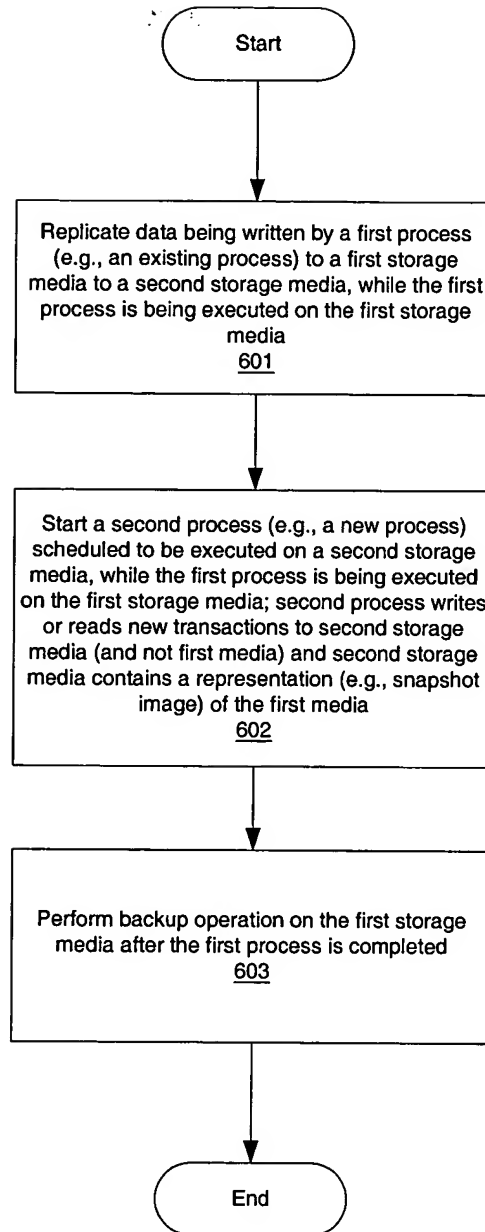 Start
Replicate data being written by a first process
(e.g., an existing process) to a first storage
media to a second storage media, while the first
process is being executed on the first storage
media
601
Start a second process (e.g., a new process)
scheduled to be executed on a second storage
media, while the first process is being executed
on the first storage media; second process writes
or reads new transactions to second storage
media (and not first media) and second storage
media contains a representation (e.g., snapshot
image) of the first media
602
Perform backup operation on the first storage
media after the first process is completed
603
End